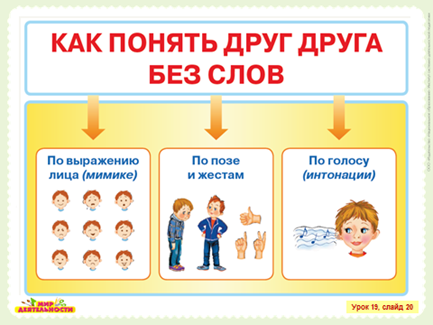 КАК ПОНЯТЬ ДРУГ ДРУГА
БЕЗ СЛОВ
По выражению
лица (мимике)
По позе
и жестам
По голосу
(интонации)
МИР
ДЕЯТЕЛЬНОСТИ
Урок 19, слайд 20